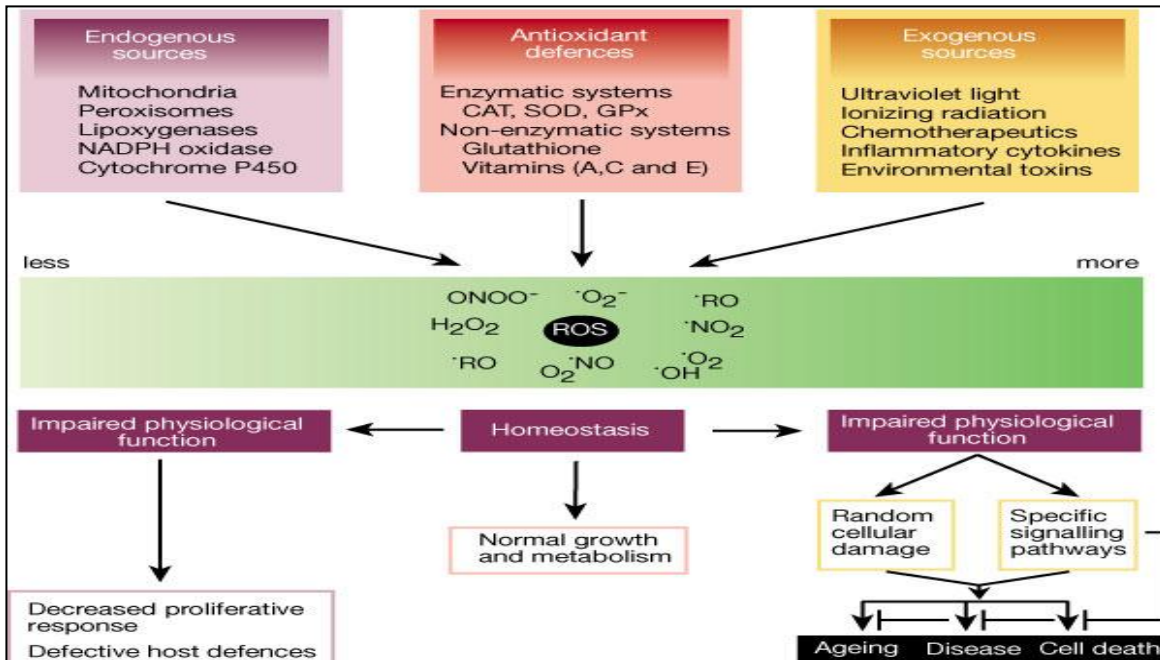 Endogenous
sources
Mitochondria
Peroxisomes
Lipoxygenases
NADPH oxidase
Cytochrome P450
Antioxidant
defences
Enzymatic systems
CAT, SOD, GPx
Non-enzymatic systems
Glutathione
Vitamins (A,C and E)
Exogenous
sources
Ultraviolet light
Ionizing radiation
Chemotherapeutics
Inflammatory cytokines
Environmental toxins
less
more
ONOO⁻
˙O₂⁻
˙RO
H₂O₂
ROS
˙NO₂
˙RO
O₂˙NO
˙OH
˙O₂
Impaired physiological
function
Homeostasis
Impaired physiological
function
Random
cellular
damage
Specific
signalling
pathways
Normal growth
and metabolism
Decreased proliferative
response
Defective host defences
Ageing
Disease
Cell death